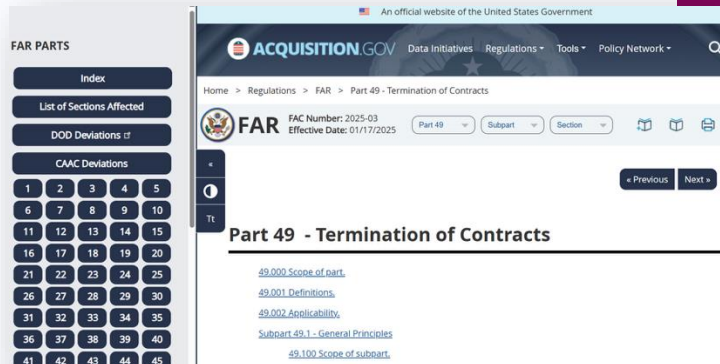 An official website of the United States Government
FAR PARTS
Index
List of Sections Affected
DOD Deviations
CAAC Deviations
1 2 3 4 5
6 7 8 9 10
11 12 13 14 15
16 17 18 19 20
21 22 23 24 25
26 27 28 29 30
31 32 33 34 35
36 37 38 39 40
41 42 43 44 45
ACQUISITION.GOV Data Initiatives Regulations Tools Policy Network
Home > Regulations > FAR > Part 49 - Termination of Contracts
FAR FAC Number: 2025-03
Effective Date: 01/17/2025
Part 49 Subpart Section
«
Tt
« Previous Next »
Part 49 - Termination of Contracts
49.000 Scope of part.
49.001 Definitions.
49.002 Applicability.
Subpart 49.1 - General Principles
49.100 Scope of subpart.